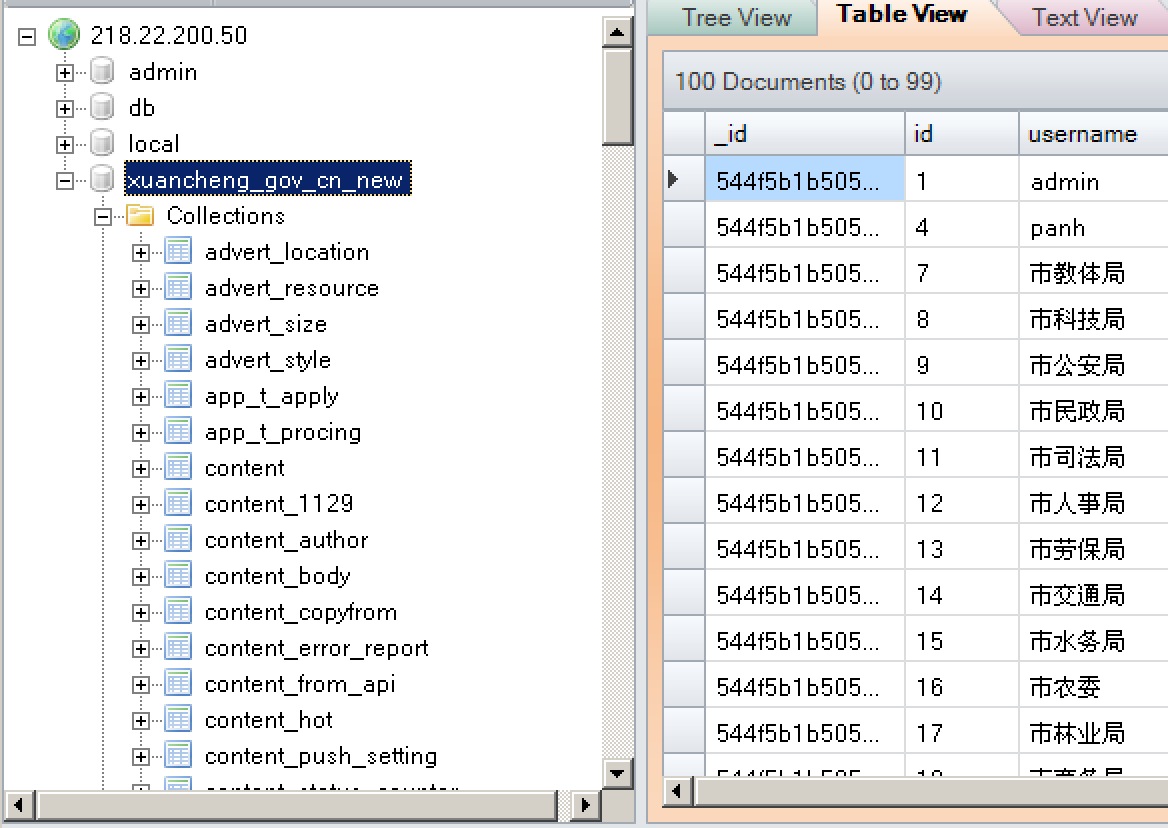 218.22.200.50
admin
db
local
xuancheng_gov_cn_new
Collections
advert_location
advert_resource
advert_size
advert_style
app_t_apply
app_t_procing
content
content_1129
content_author
content_body
content_copyfrom
content_error_report
content_from_api
content_hot
content_push_setting
Tree View Table View Text View
100 Documents (0 to 99)
_id id username
544f5b1b505... 1 admin
544f5b1b505... 4 panh
544f5b1b505... 7 市教体局
544f5b1b505... 8 市科技局
544f5b1b505... 9 市公安局
544f5b1b505... 10 市民政局
544f5b1b505... 11 市司法局
544f5b1b505... 12 市人事局
544f5b1b505... 13 市劳保局
544f5b1b505... 14 市交通局
544f5b1b505... 15 市水务局
544f5b1b505... 16 市农委
544f5b1b505... 17 市林业局